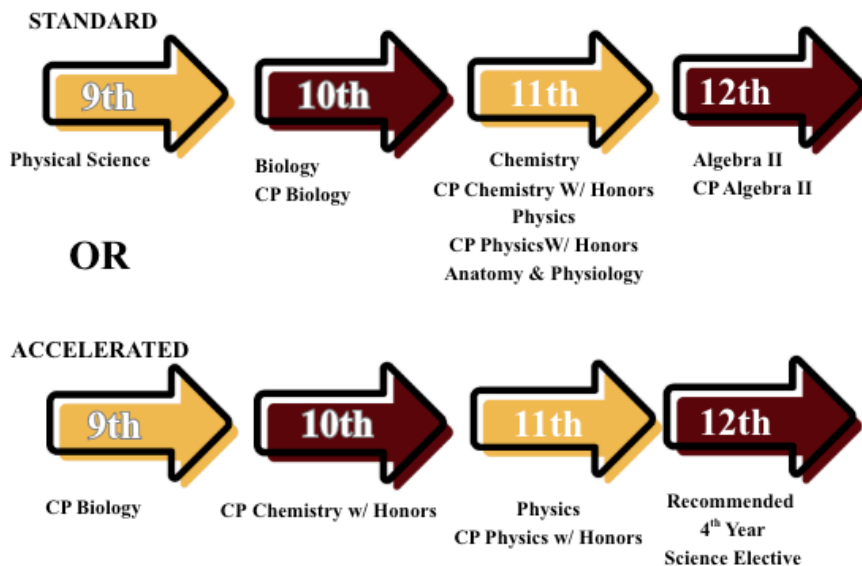 STANDARD
9th
10th
11th
12th
Physical Science
Biology
CP Biology
Chemistry
CP Chemistry W/ Honors
Physics
CP PhysicsW/ Honors
Anatomy & Physiology
Algebra II
CP Algebra II
OR
ACCELERATED
9th
10th
11th
12th
CP Biology
CP Chemistry w/ Honors
Physics
CP Physics w/ Honors
Recommended
4th Year
Science Elective